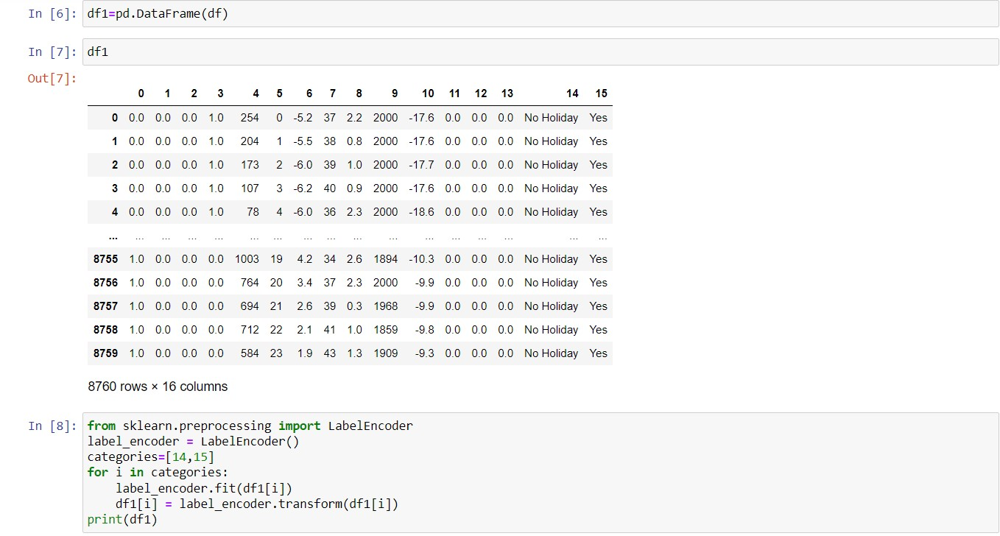 In [6]: df1=pd.DataFrame(df)
In [7]: df1
Out[7]:
0 1 2 3 4 5 6 7 8 9 10 11 12 13 14 15
0 0.0 0.0 0.0 1.0 254 0 -5.2 37 2.2 2000 -17.6 0.0 0.0 0.0 No Holiday Yes
1 0.0 0.0 0.0 1.0 204 1 -5.5 38 0.8 2000 -17.6 0.0 0.0 0.0 No Holiday Yes
2 0.0 0.0 0.0 1.0 173 2 -6.0 39 1.0 2000 -17.7 0.0 0.0 0.0 No Holiday Yes
3 0.0 0.0 0.0 1.0 107 3 -6.2 40 0.9 2000 -17.6 0.0 0.0 0.0 No Holiday Yes
4 0.0 0.0 0.0 1.0 78 4 -6.0 36 2.3 2000 -18.6 0.0 0.0 0.0 No Holiday Yes
... ... ... ... ... ... ... ... ... ... ... ... ... ... ... ... ...
8755 1.0 0.0 0.0 0.0 1003 19 4.2 34 2.6 1894 -10.3 0.0 0.0 0.0 No Holiday Yes
8756 1.0 0.0 0.0 0.0 764 20 3.4 37 2.3 2000 -9.9 0.0 0.0 0.0 No Holiday Yes
8757 1.0 0.0 0.0 0.0 694 21 2.6 39 0.3 1968 -9.9 0.0 0.0 0.0 No Holiday Yes
8758 1.0 0.0 0.0 0.0 712 22 2.1 41 1.0 1859 -9.8 0.0 0.0 0.0 No Holiday Yes
8759 1.0 0.0 0.0 0.0 584 23 1.9 43 1.3 1909 -9.3 0.0 0.0 0.0 No Holiday Yes
8760 rows × 16 columns
In [8]: from sklearn.preprocessing import LabelEncoder
label_encoder = LabelEncoder()
categories=[14,15]
for i in categories:
    label_encoder.fit(df1[i])
    df1[i] = label_encoder.transform(df1[i])
print(df1)